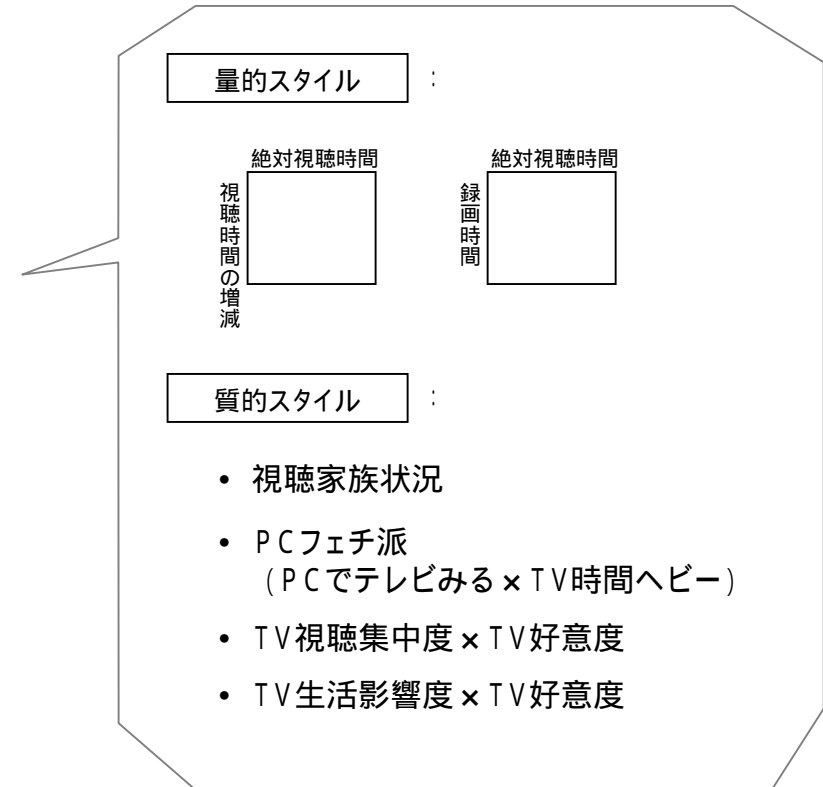 量的スタイル :
絶対視聴時間
視聴時間の増減
絶対視聴時間
録画時間
質的スタイル :
• 視聴家族状況
• PCフェチ派
(PCでテレビみる×TV時間ヘビー)
• TV視聴集中度×TV好意度
• TV生活影響度×TV好意度